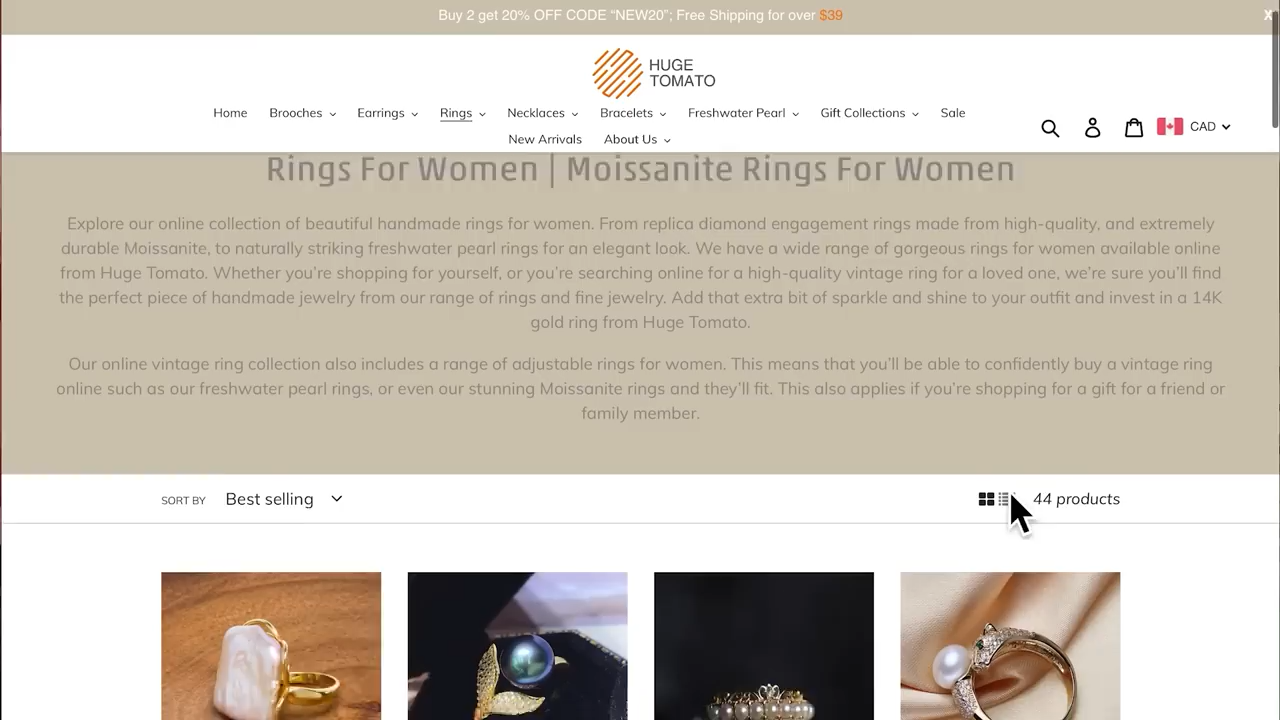 Buy 2 get 20% OFF CODE “NEW20”; Free Shipping for over $39
X
HUGE
TOMATO
Home Brooches Earrings Rings Necklaces Bracelets Freshwater Pearl Gift Collections Sale
New Arrivals About Us
CAD
Rings For Women | Moissanite Rings For Women
Explore our online collection of beautiful handmade rings for women. From replica diamond engagement rings made from high-quality, and extremely
durable Moissanite, to naturally striking freshwater pearl rings for an elegant look. We have a wide range of gorgeous rings for women available online
from Huge Tomato. Whether you’re shopping for yourself, or you’re searching online for a high-quality vintage ring for a loved one, we’re sure you’ll find
the perfect piece of handmade jewelry from our range of rings and fine jewelry. Add that extra bit of sparkle and shine to your outfit and invest in a 14K
gold ring from Huge Tomato.
Our online vintage ring collection also includes a range of adjustable rings for women. This means that you’ll be able to confidently buy a vintage ring
online such as our freshwater pearl rings, or even our stunning Moissanite rings and they’ll fit. This also applies if you’re shopping for a gift for a friend or
family member.
SORT BY Best selling
44 products